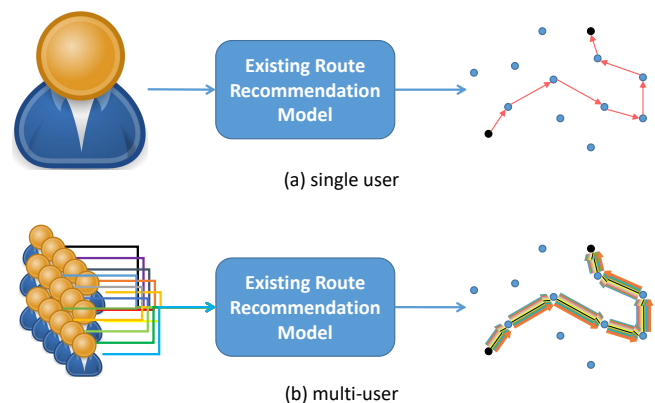 Existing Route
Recommendation
Model
(a) single user
Existing Route
Recommendation
Model
(b) multi-user